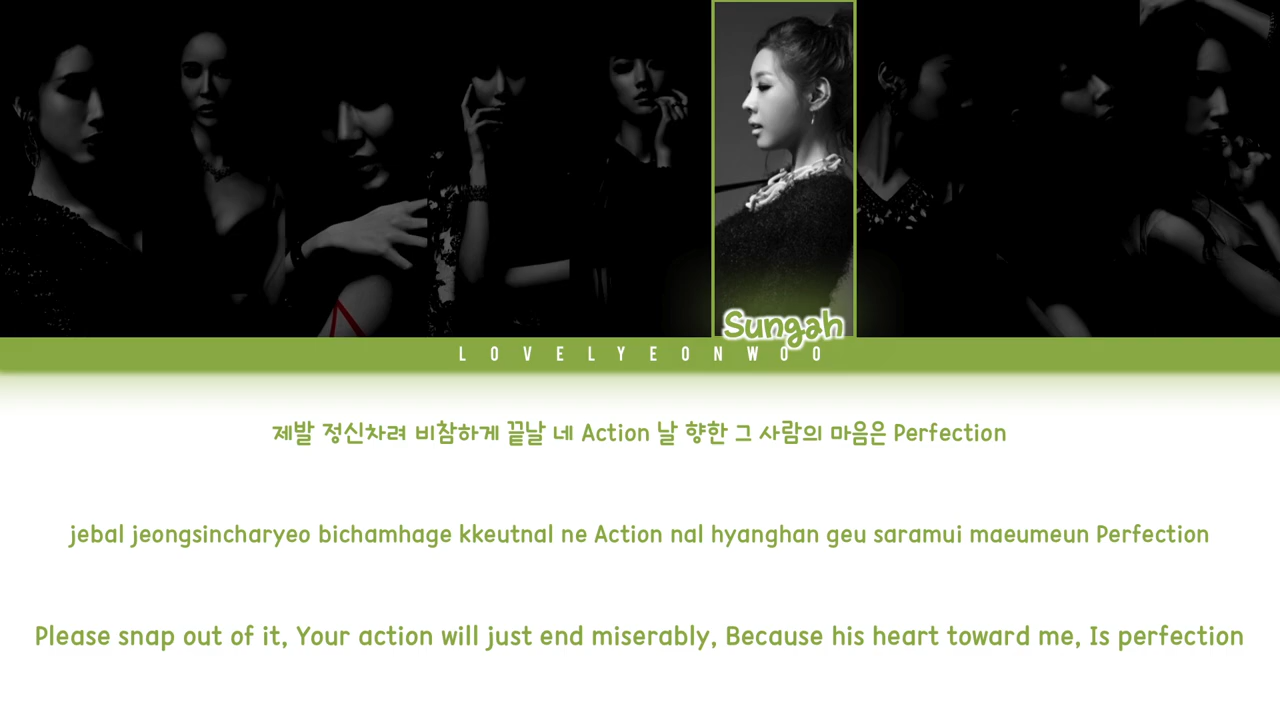 Sungah
LOVELYEONWOO
제발 정신차려 비참하게 끝날 네 Action 날 향한 그 사람의 마음은 Perfection
jebal jeongsincharyeo bichamhage kkeutnal ne Action nal hyanghan geu saramui maeumeun Perfection
Please snap out of it, Your action will just end miserably, Because his heart toward me, Is perfection